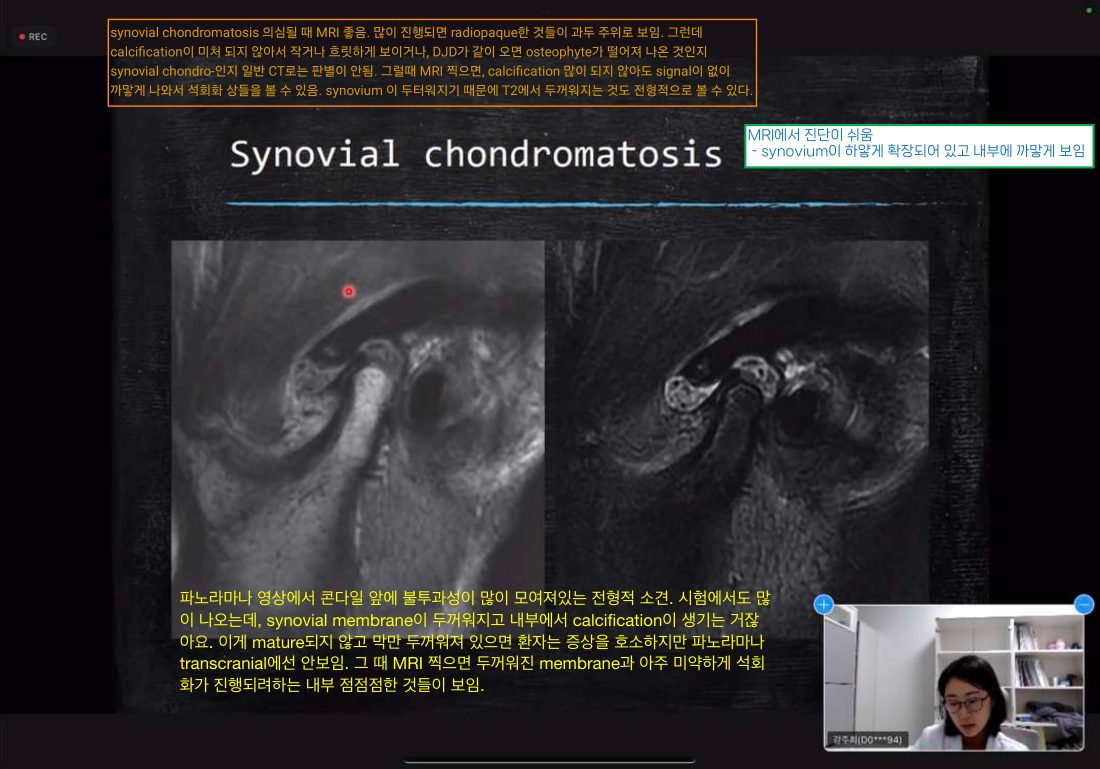 REC
synovial chondromatosis 의심될 때 MRI 좋음. 많이 진행되면 radiopaque한 것들이 과두 주위로 보임. 그런데
calcification이 미처 되지 않아서 작거나 흐릿하게 보이거나, DJD가 같이 오면 osteophyte가 떨어져 나온 것인지
synovial chondro-인지 일반 CT로는 판별이 안됨. 그럴때 MRI 찍으면, calcification 많이 되지 않아도 signal이 없이
까맣게 나와서 석회화 상들을 볼 수 있음. synovium 이 두터워지기 때문에 T2에서 두꺼워지는 것도 전형적으로 볼 수 있다.
MRI에서 진단이 쉬움
- synovium이 하얗게 확장되어 있고 내부에 까맣게 보임
Synovial chondromatosis
파노라마나 영상에서 콘다일 앞에 불투과성이 많이 모여져있는 전형적 소견. 시험에서도 많
이 나오는데, synovial membrane이 두꺼워지고 내부에서 calcification이 생기는 거잖
아요. 이게 mature되지 않고 막만 두꺼워져 있으면 환자는 증상을 호소하지만 파노라마나
transcranial에선 안보임. 그 때 MRI 찍으면 두꺼워진 membrane과 아주 미약하게 석회
화가 진행되려하는 내부 점점점한 것들이 보임.
강주희(D0***94)